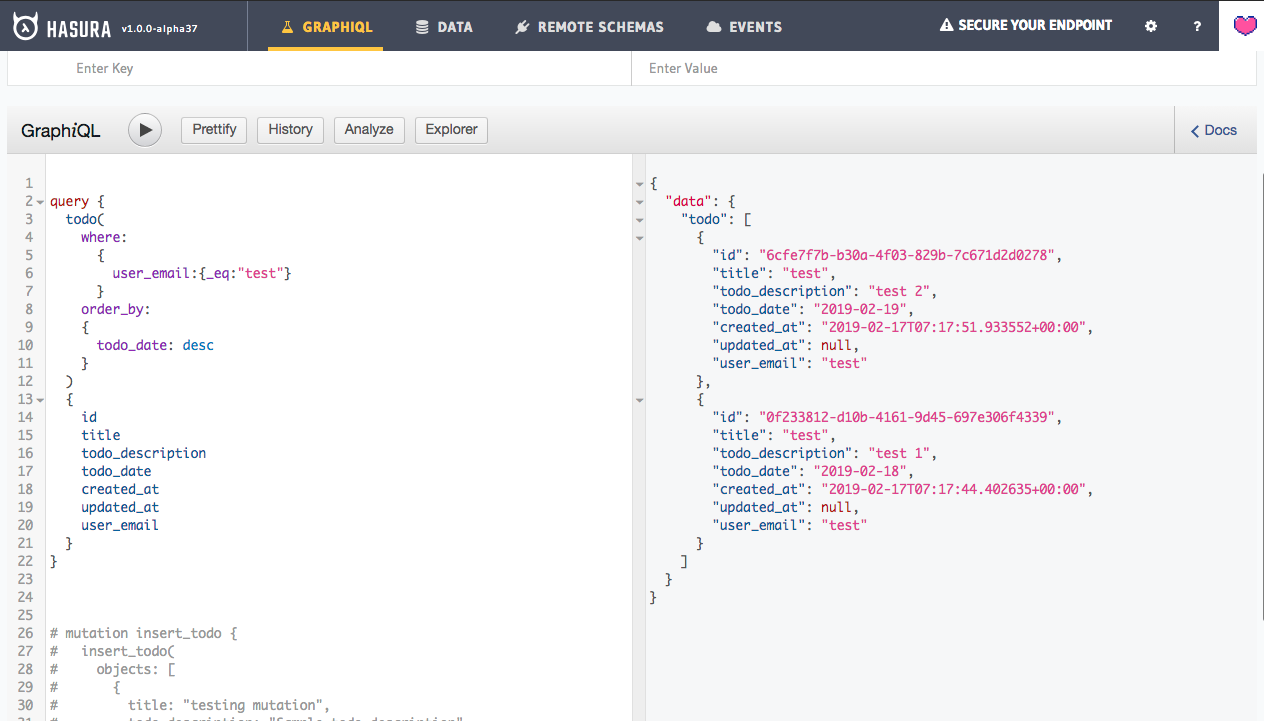 HASURA v1.0.0-alpha37 GRAPHIQL DATA REMOTE SCHEMAS EVENTS SECURE YOUR ENDPOINT ?
Enter Key Enter Value
GraphiQL Prettify History Analyze Explorer Docs
1
2 query {
3 todo(
4 where:
5 {
6 user_email:{_eq:"test"}
7 }
8 order_by:
9 {
10 todo_date: desc
11 }
12 )
13 {
14 id
15 title
16 todo_description
17 todo_date
18 created_at
19 updated_at
20 user_email
21 }
22 }
23
24
25
26 # mutation insert_todo {
27 # insert_todo(
28 # objects: [
29 # {
30 # title: "testing mutation",
31 # todo_description: "Sample todo description"
{
"data": {
"todo": [
{
"id": "6cfe7f7b-b30a-4f03-829b-7c671d2d0278",
"title": "test",
"todo_description": "test 2",
"todo_date": "2019-02-19",
"created_at": "2019-02-17T07:17:51.933552+00:00",
"updated_at": null,
"user_email": "test"
},
{
"id": "0f233812-d10b-4161-9d45-697e306f4339",
"title": "test",
"todo_description": "test 1",
"todo_date": "2019-02-18",
"created_at": "2019-02-17T07:17:44.402635+00:00",
"updated_at": null,
"user_email": "test"
}
]
}
}